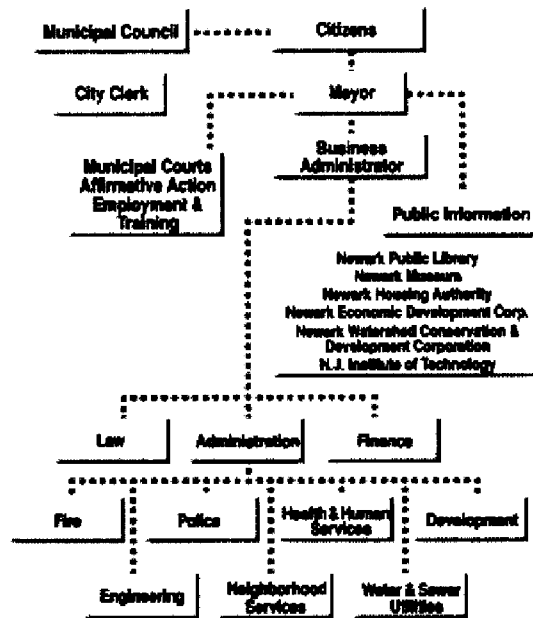 Municipal Council
Citizens
City Clerk
Mayor
Business
Administrator
Municipal Courts
Affirmative Action
Employment &
Training
Public Information
Newark Public Library
Newark Museum
Newark Housing Authority
Newark Economic Development Corp.
Newark Watershed Conservation &
Development Corporation
N.J. Institute of Technology
Law
Administration
Finance
Fire
Police
Health & Human
Services
Development
Engineering
Neighborhood
Services
Water & Sewer
Utilities